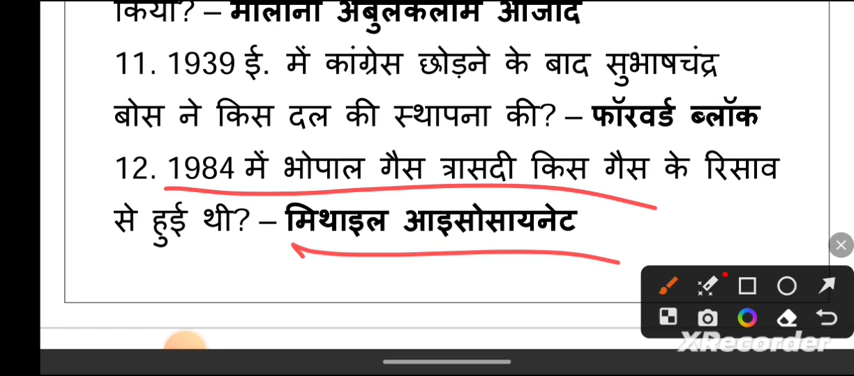 किया? – मौलाना अबुलकलाम आजाद
11. 1939 ई. में कांग्रेस छोड़ने के बाद सुभाषचंद्र
बोस ने किस दल की स्थापना की? – फॉरवर्ड ब्लॉक
12. 1984 में भोपाल गैस त्रासदी किस गैस के रिसाव
से हुई थी? – मिथाइल आइसोसायनेट
XRecorder